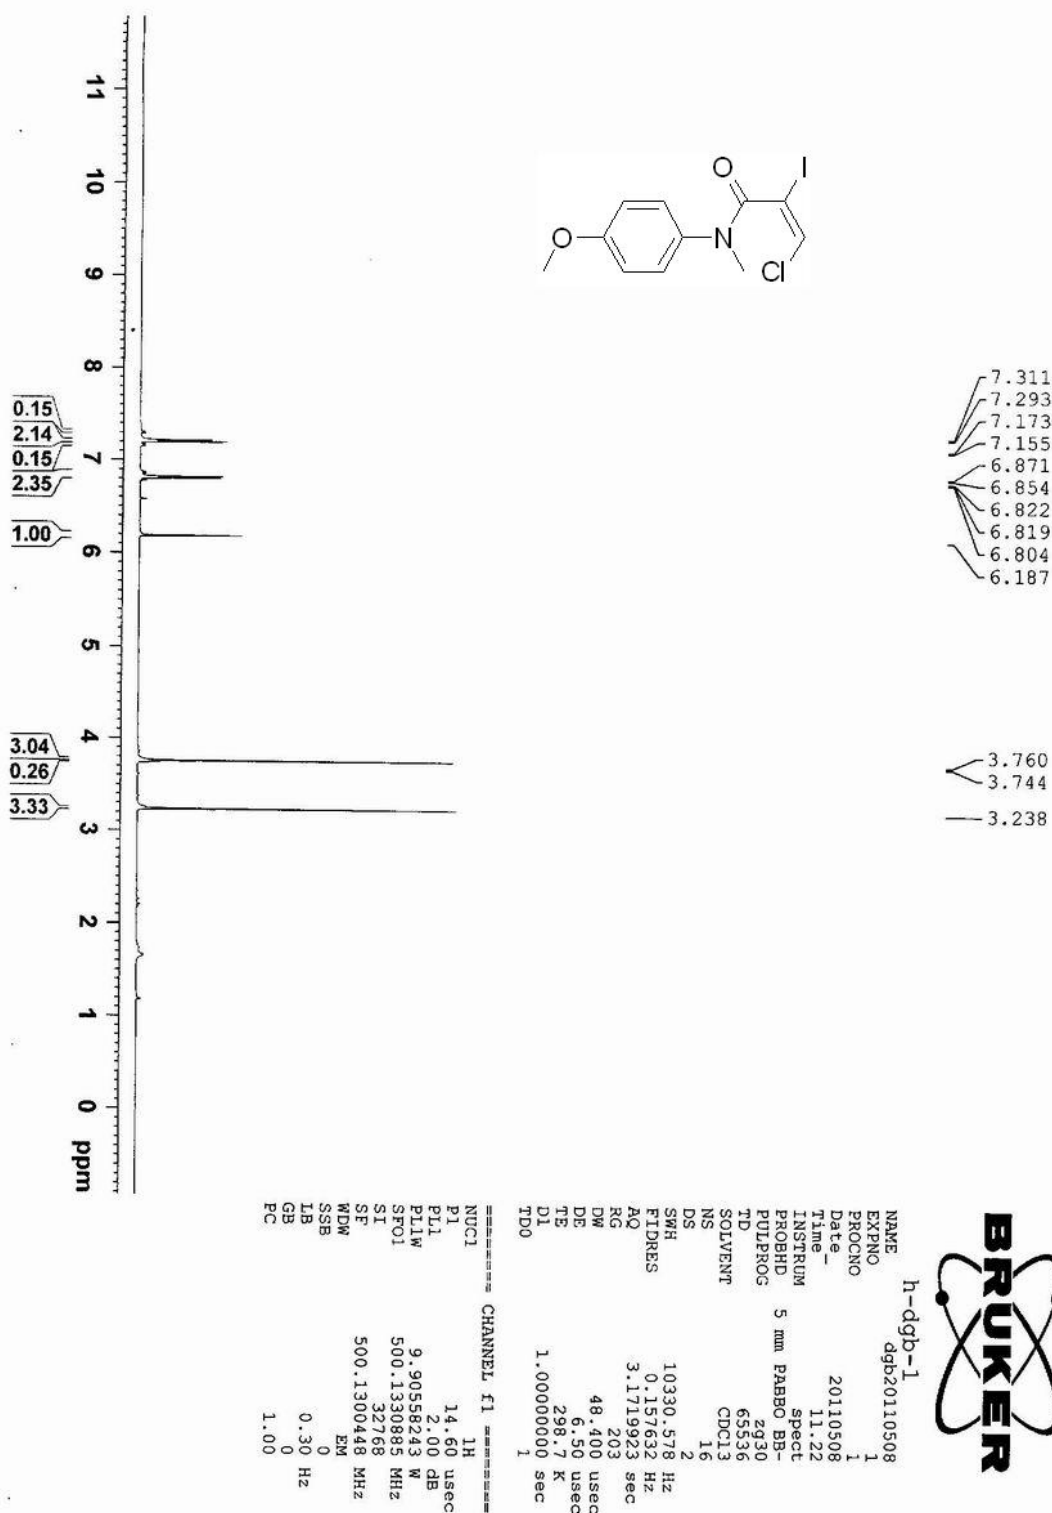 11
10
9
8
7
6
5
4
3
2
1
0
ppm
0.15
2.14
0.15
2.35
1.00
3.04
0.26
3.33
O
I
O
N
Cl
7.311
7.293
7.173
7.155
6.871
6.854
6.822
6.819
6.804
6.187
3.760
3.744
3.238
BRUKER
h-dgb-1
NAME dgb20110508
EXPNO 1
PROCNO 1
Date_ 20110508
Time 11.22
INSTRUM spect
PROBHD 5 mm PABBO BB-
PULPROG zg30
TD 65536
SOLVENT CDCl3
NS 16
DS 2
SWH 10330.578 Hz
FIDRES 0.157632 Hz
AQ 3.1719923 sec
RG 203
DW 48.400 usec
DE 6.50 usec
TE 298.7 K
D1 1.00000000 sec
TD0 1
======== CHANNEL f1 ========
NUC1 1H
P1 14.60 usec
PL1 2.00 dB
PL1W 9.90558243 W
SFO1 500.1330885 MHz
SI 32768
SF 500.1300448 MHz
WDW EM
SSB 0
LB 0.30 Hz
GB 0
PC 1.00